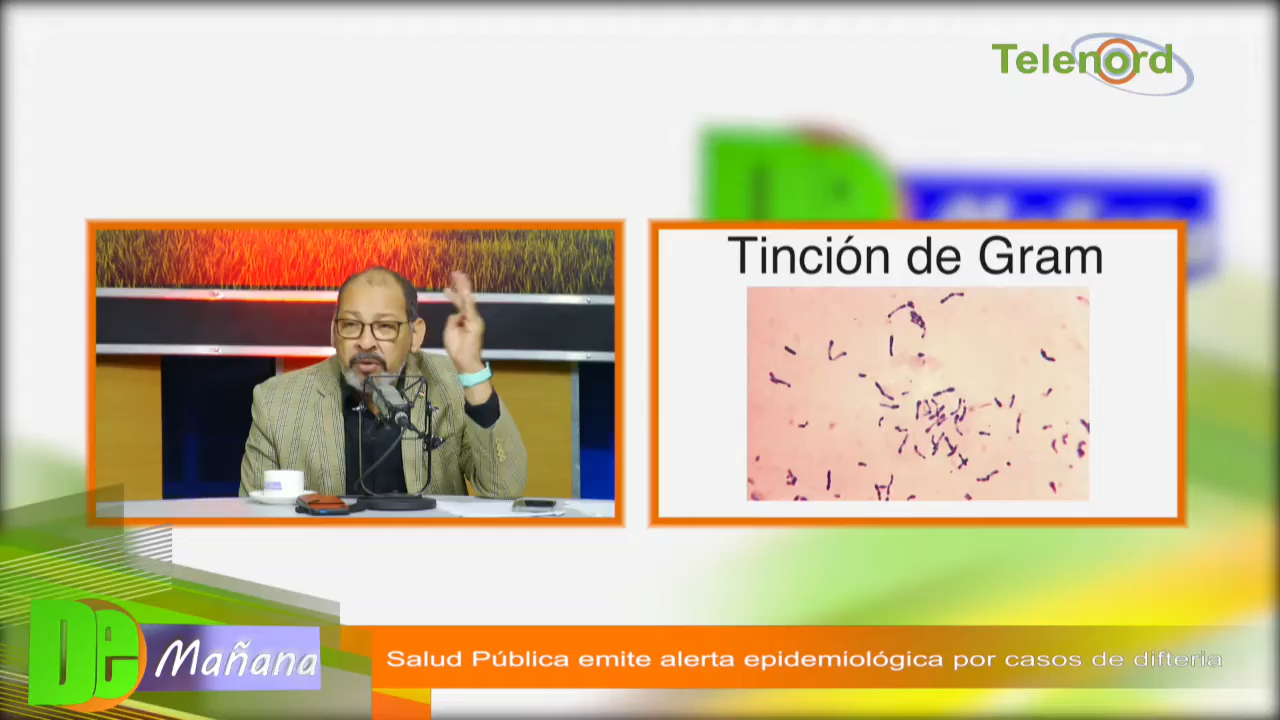 Telenord
Tinción de Gram
De
Mañana
Salud Pública emite alerta epidemiológica por casos de difteria